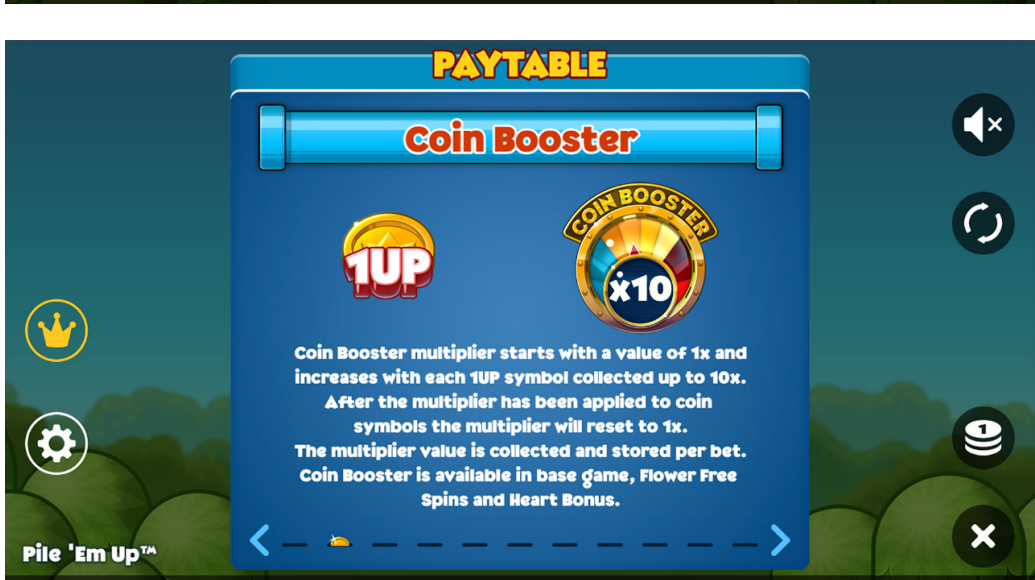 PAYTABLE
Coin Booster
1UP
COIN BOOSTER
x10
Coin Booster multiplier starts with a value of 1x and
increases with each 1UP symbol collected up to 10x.
After the multiplier has been applied to coin
symbols the multiplier will reset to 1x.
The multiplier value is collected and stored per bet.
Coin Booster is available in base game, Flower Free
Spins and Heart Bonus.
1
Pile 'Em Up™